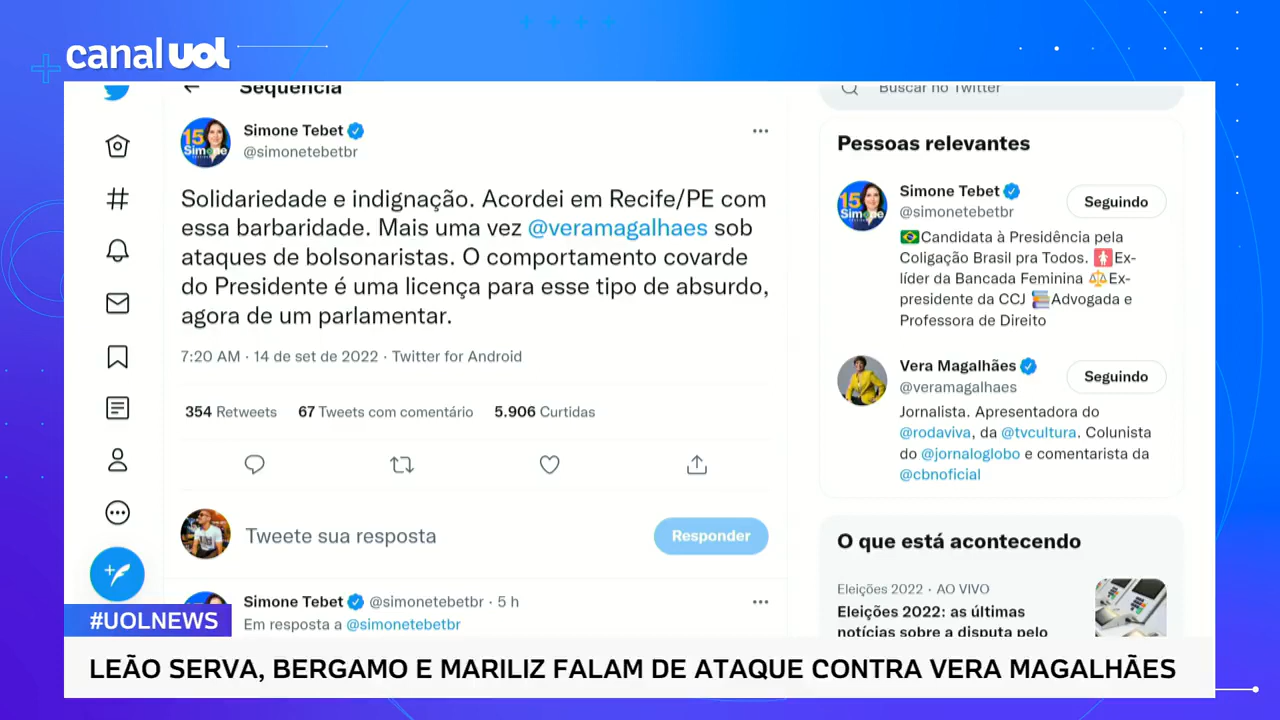 canal UOL
Sequência
Simone Tebet
@simonetebetbr
Solidariedade e indignação. Acordei em Recife/PE com
essa barbaridade. Mais uma vez @veramagalhaes sob
ataques de bolsonaristas. O comportamento covarde
do Presidente é uma licença para esse tipo de absurdo,
agora de um parlamentar.
7:20 AM · 14 de set de 2022 · Twitter for Android
354 Retweets 67 Tweets com comentário 5.906 Curtidas
Tweete sua resposta
Responder
Simone Tebet @simonetebetbr · 5 h
Em resposta a @simonetebetbr
Buscar no Twitter
Pessoas relevantes
15
Simone
Simone Tebet
@simonetebetbr
Seguindo
Candidata à Presidência pela
Coligação Brasil pra Todos. Ex-
líder da Bancada Feminina Ex-
presidente da CCJ Advogada e
Professora de Direito
Vera Magalhães
@veramagalhaes
Seguindo
Jornalista. Apresentadora do
@rodaviva, da @tvcultura. Colunista
do @jornaloglobo e comentarista da
@cbnoficial
O que está acontecendo
Eleições 2022 · AO VIVO
Eleições 2022: as últimas
notícias sobre a disputa pelo
#UOLNEWS
LEÃO SERVA, BERGAMO E MARILIZ FALAM DE ATAQUE CONTRA VERA MAGALHÃES